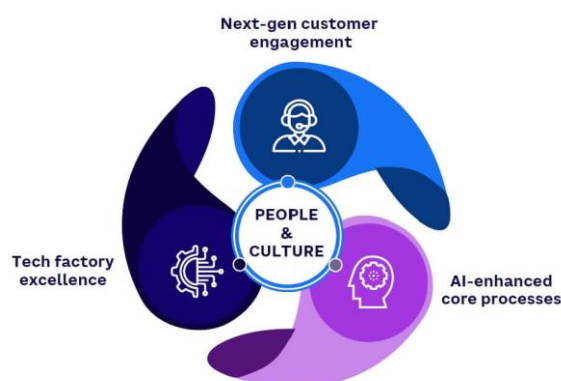 Next-gen customer
engagement
PEOPLE
&
CULTURE
Tech factory
excellence
AI-enhanced
core processes